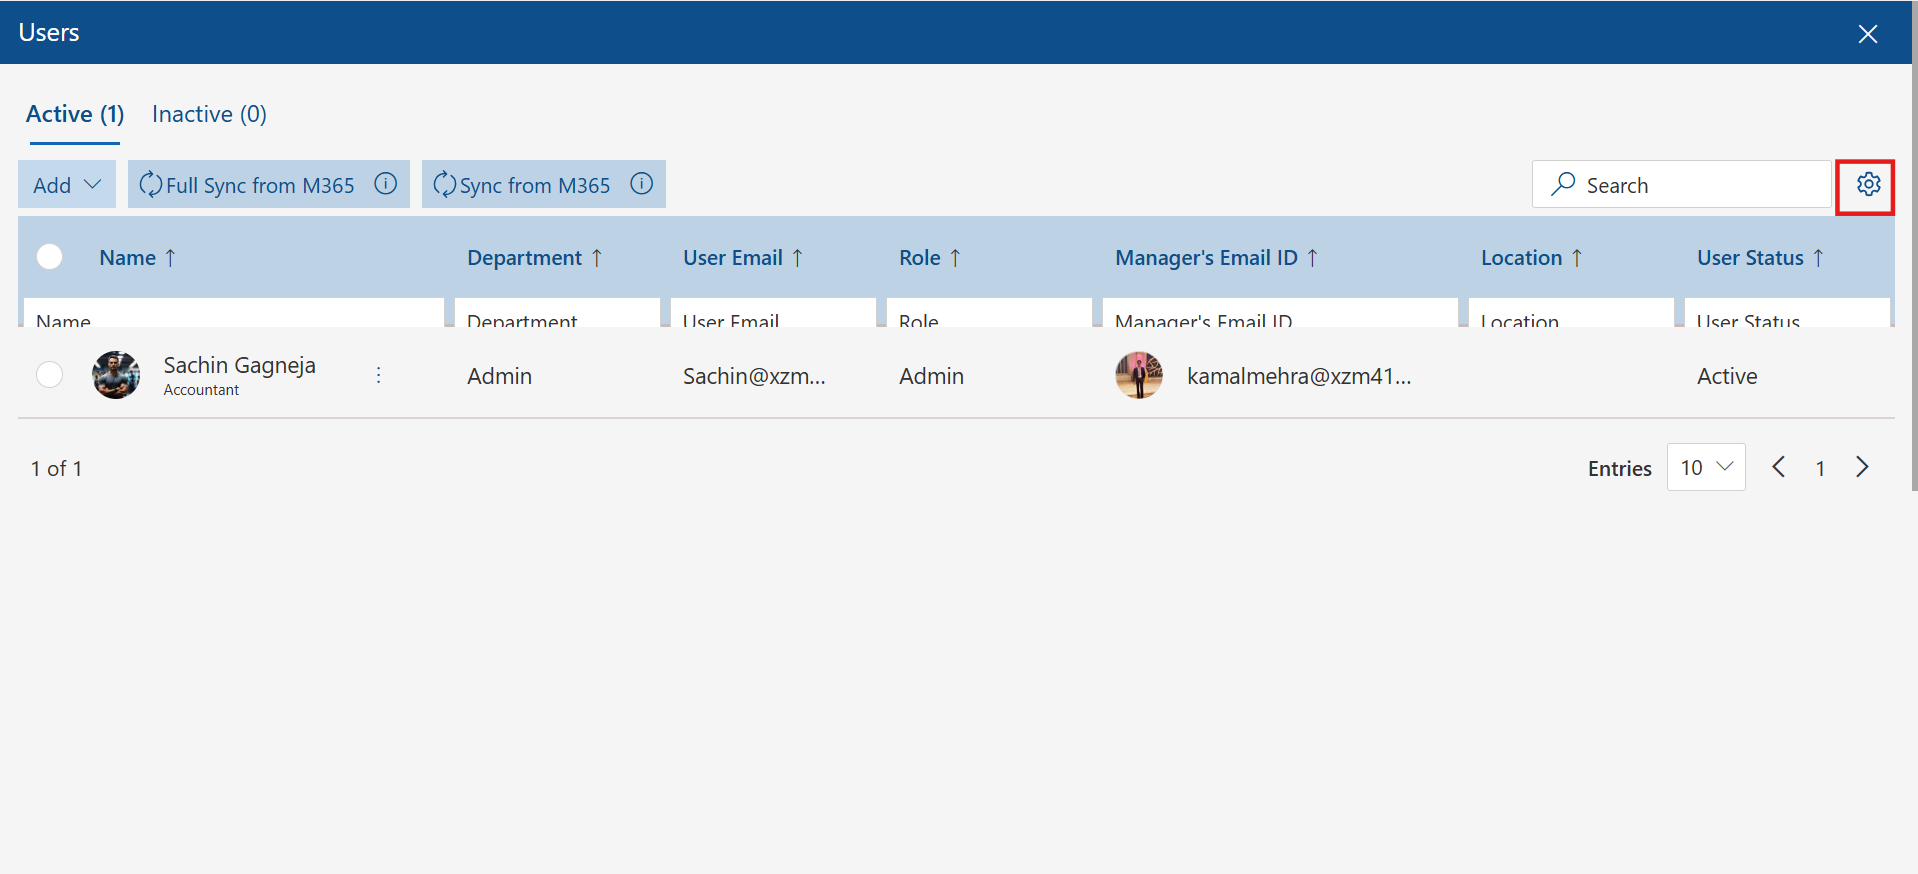 Users
Active (1) Inactive (0)
Add Full Sync from M365 Sync from M365 Search
Name ↑ Department ↑ User Email ↑ Role ↑ Manager's Email ID ↑ Location ↑ User Status ↑
Name Department User Email Role Manager's Email ID Location User Status
Sachin Gagneja
Accountant
Admin Sachin@xzm... Admin kamalmehra@xzm41... Active
1 of 1 Entries 10 1